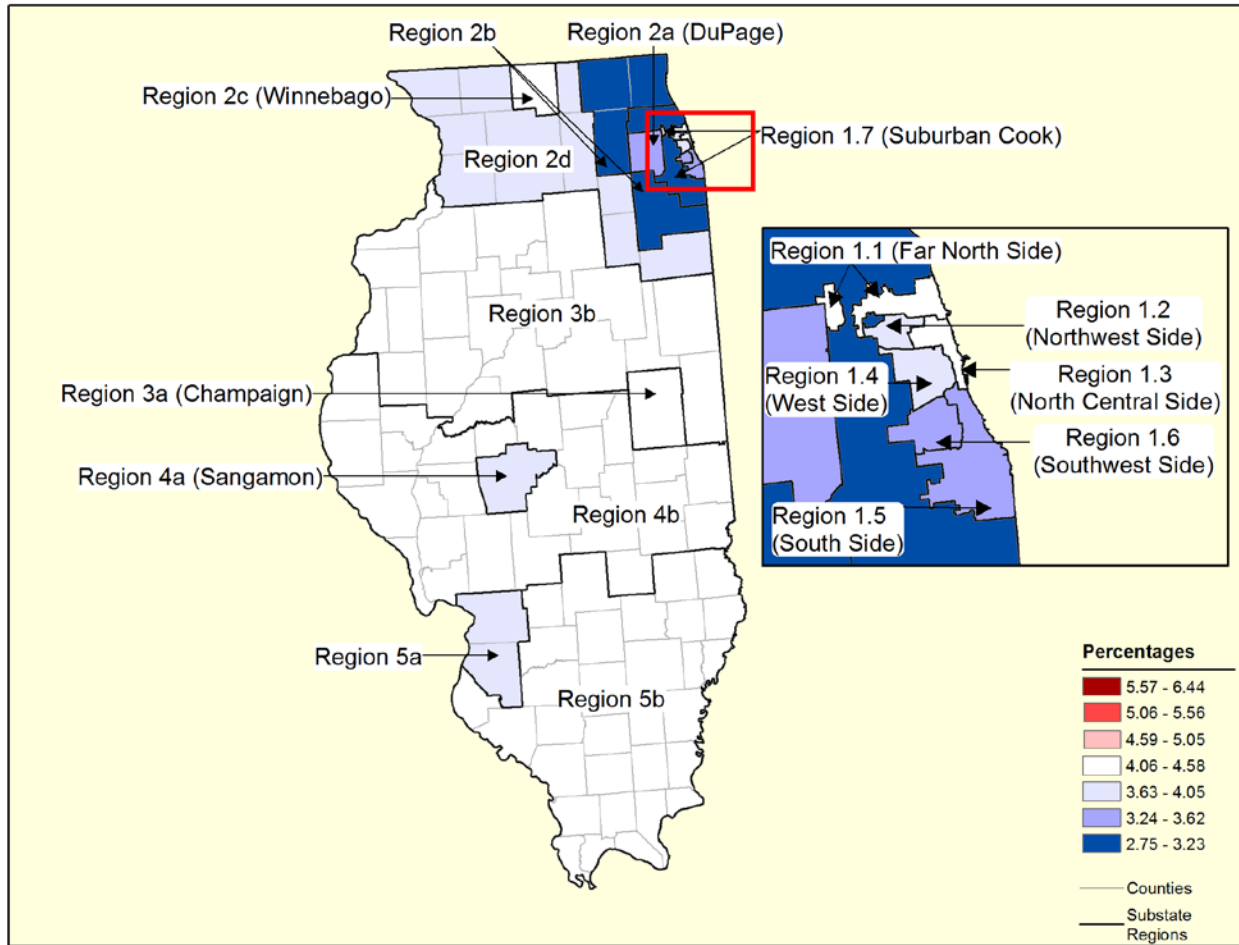 Region 2b
Region 2a (DuPage)
Region 2c (Winnebago)
Region 1.7 (Suburban Cook)
Region 2d
Region 3b
Region 3a (Champaign)
Region 4a (Sangamon)
Region 4b
Region 5a
Region 5b
Region 1.1 (Far North Side)
Region 1.2
(Northwest Side)
Region 1.4
(West Side)
Region 1.3
(North Central Side)
Region 1.6
(Southwest Side)
Region 1.5
(South Side)
Percentages
5.57 - 6.44
5.06 - 5.56
4.59 - 5.05
4.06 - 4.58
3.63 - 4.05
3.24 - 3.62
2.75 - 3.23
Counties
Substate
Regions